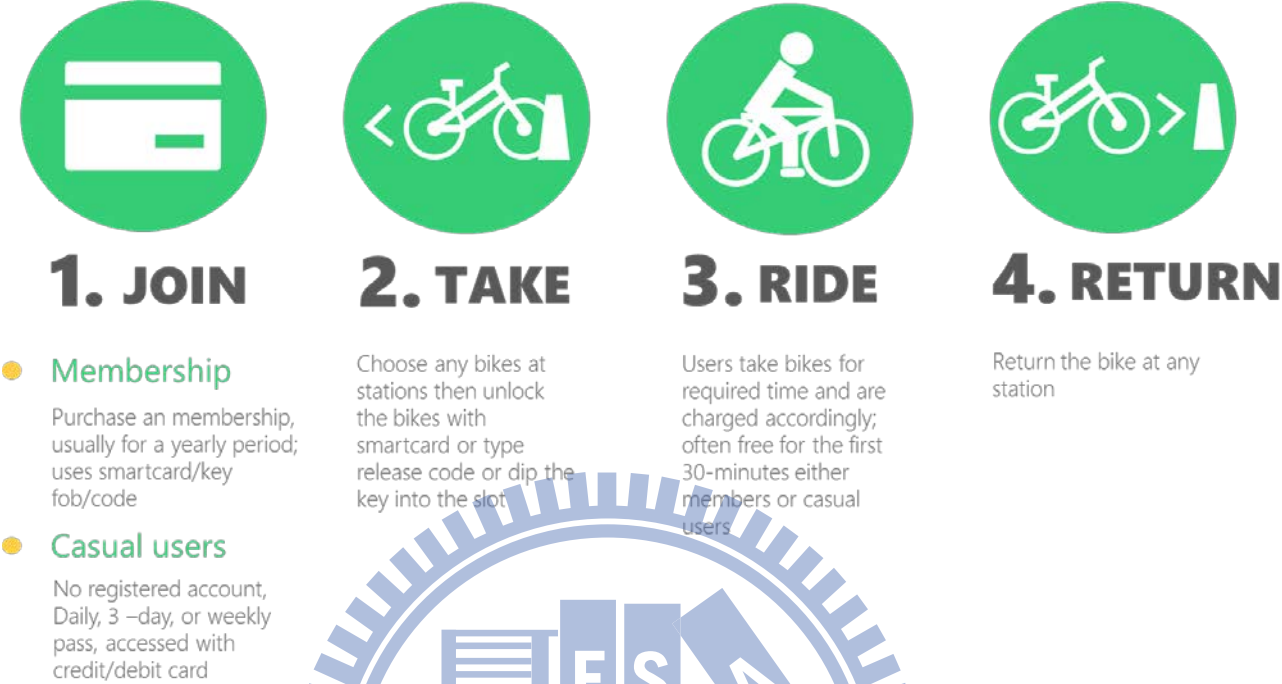 1. JOIN
Membership
Purchase an membership,
usually for a yearly period;
uses smartcard/key
fob/code
Casual users
No registered account,
Daily, 3 –day, or weekly
pass, accessed with
credit/debit card
2. TAKE
Choose any bikes at
stations then unlock
the bikes with
smartcard or type
release code or dip the
key into the slot
3. RIDE
Users take bikes for
required time and are
charged accordingly;
often free for the first
30-minutes either
members or casual
users
4. RETURN
Return the bike at any
station
E S A